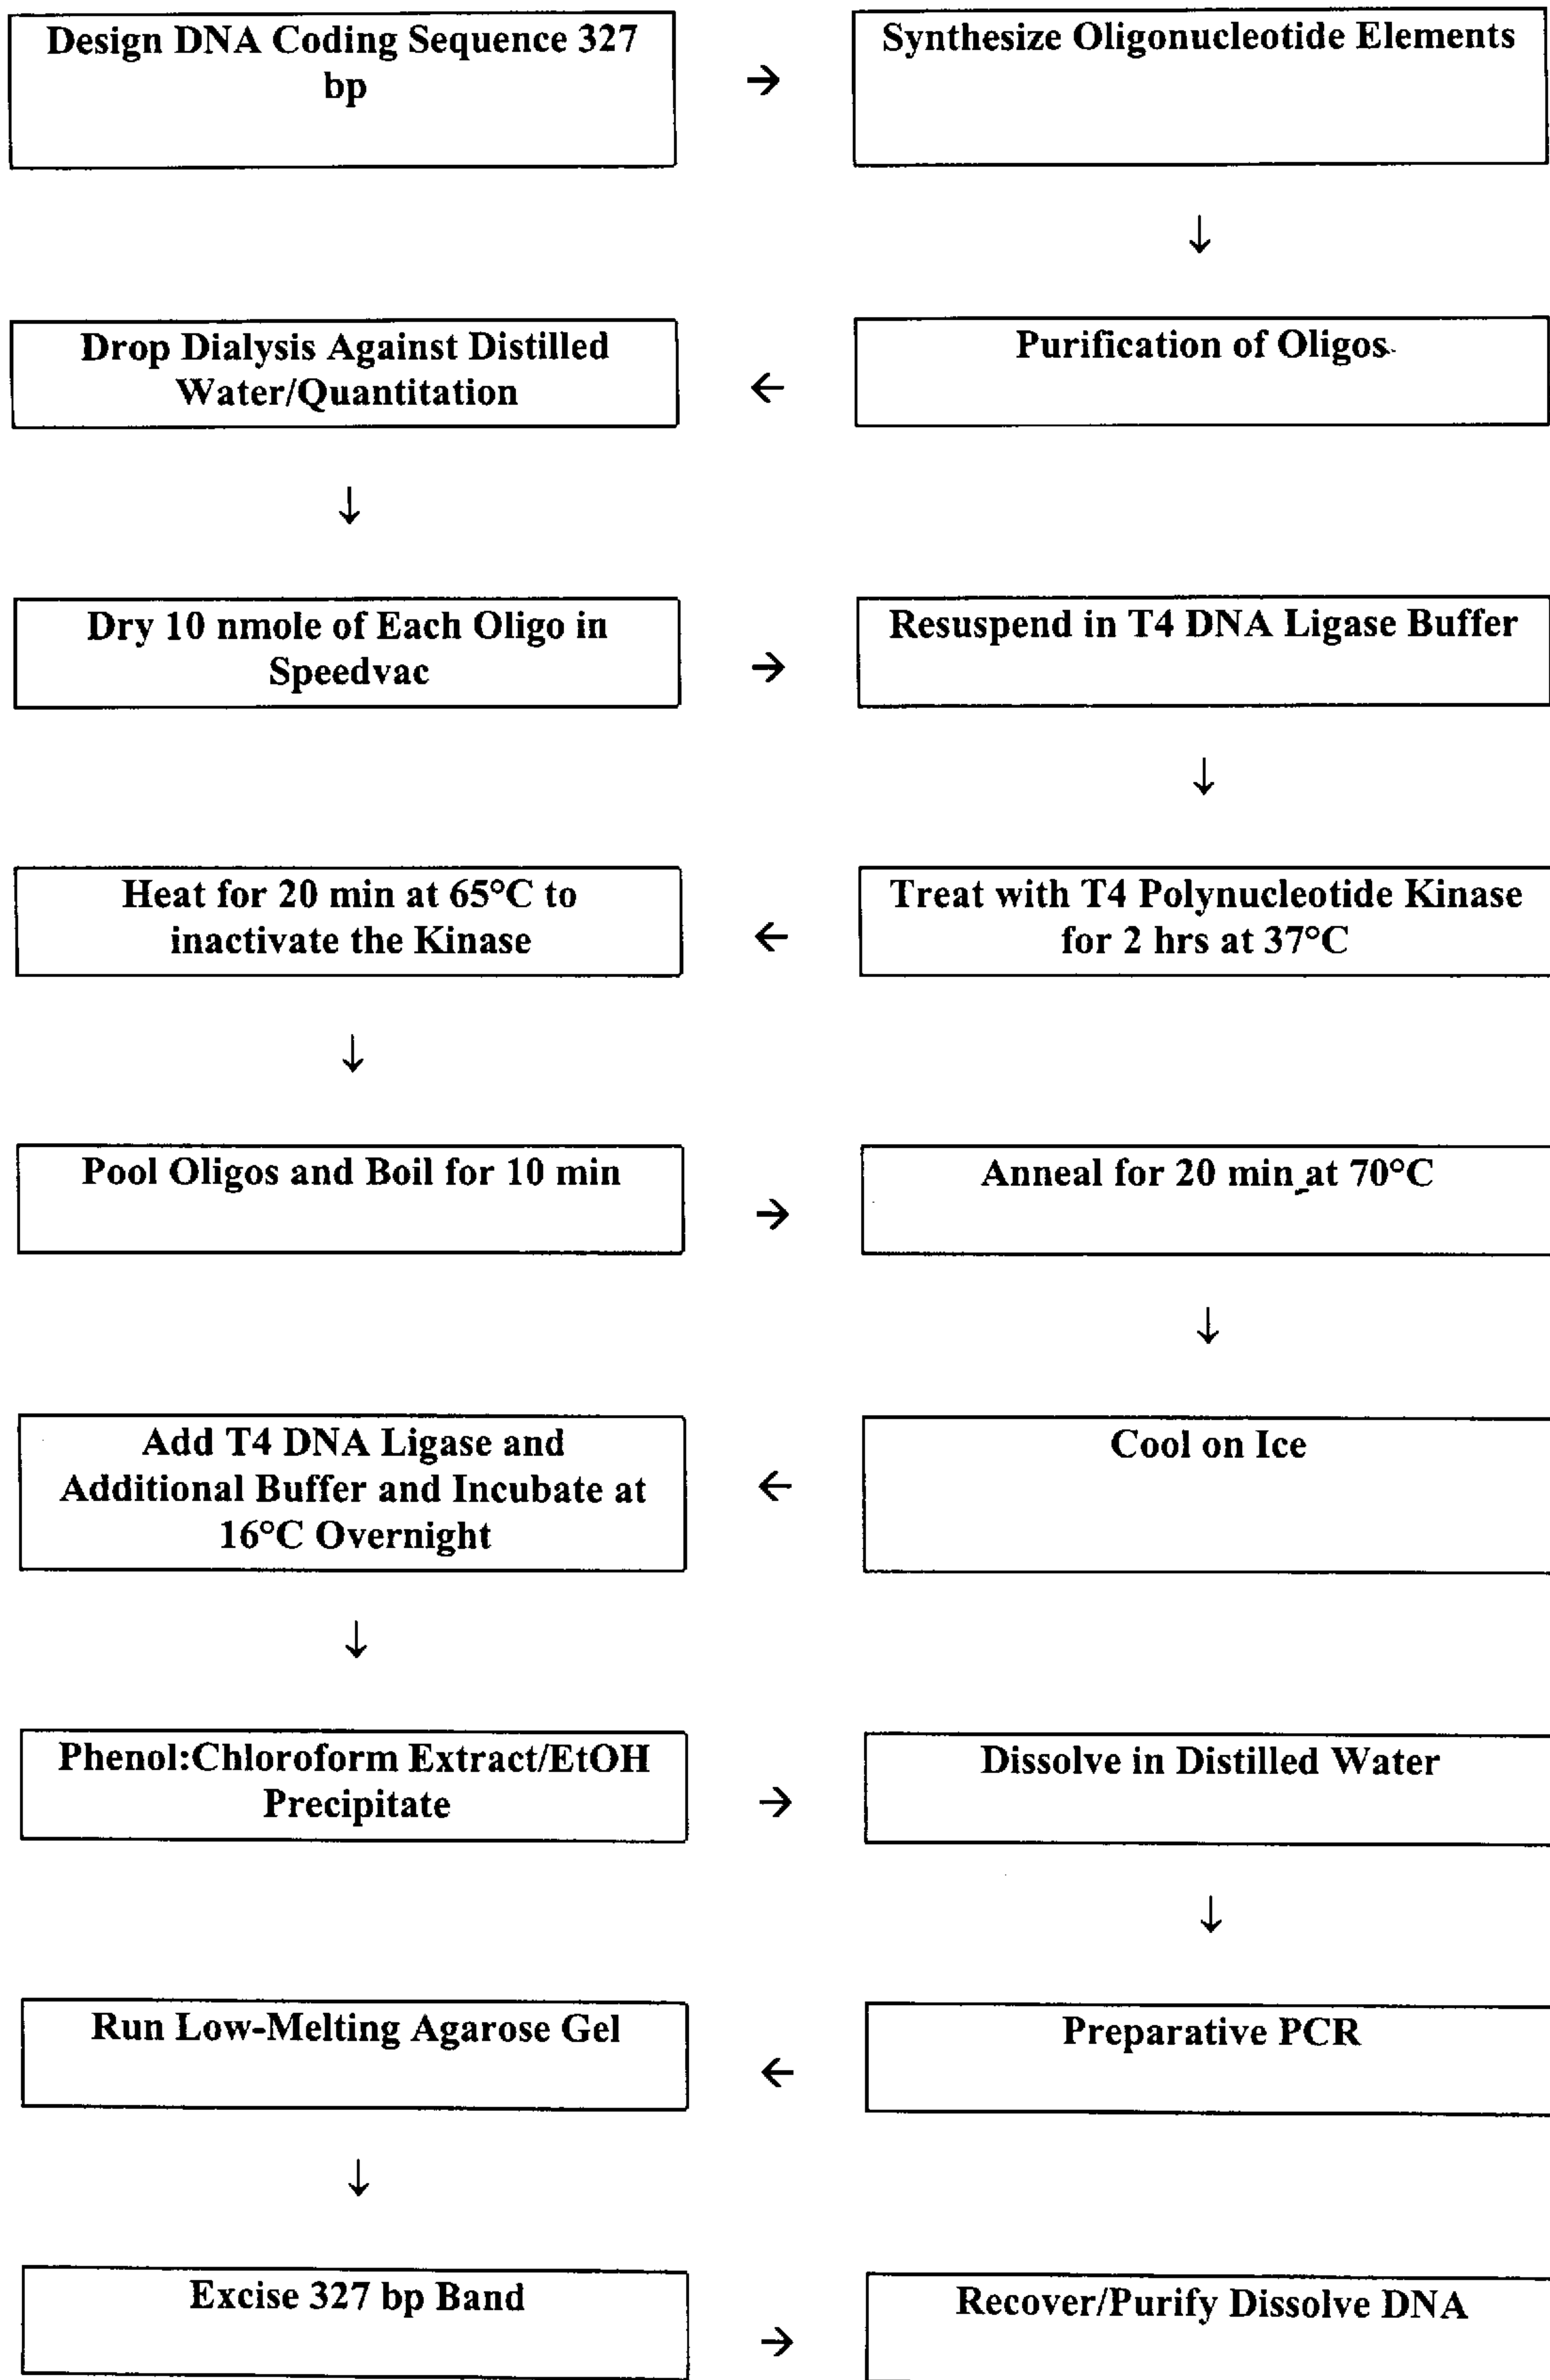 Design DNA Coding Sequence 327
bp
→
Synthesize Oligonucleotide Elements
↓
Purification of Oligos
←
Drop Dialysis Against Distilled
Water/Quantitation
↓
Dry 10 nmole of Each Oligo in
Speedvac
→
Resuspend in T4 DNA Ligase Buffer
↓
Treat with T4 Polynucleotide Kinase
for 2 hrs at 37°C
←
Heat for 20 min at 65°C to
inactivate the Kinase
↓
Pool Oligos and Boil for 10 min
→
Anneal for 20 min at 70°C
↓
Cool on Ice
←
Add T4 DNA Ligase and
Additional Buffer and Incubate at
16°C Overnight
↓
Phenol:Chloroform Extract/EtOH
Precipitate
→
Dissolve in Distilled Water
↓
Preparative PCR
←
Run Low-Melting Agarose Gel
↓
Excise 327 bp Band
→
Recover/Purify Dissolve DNA